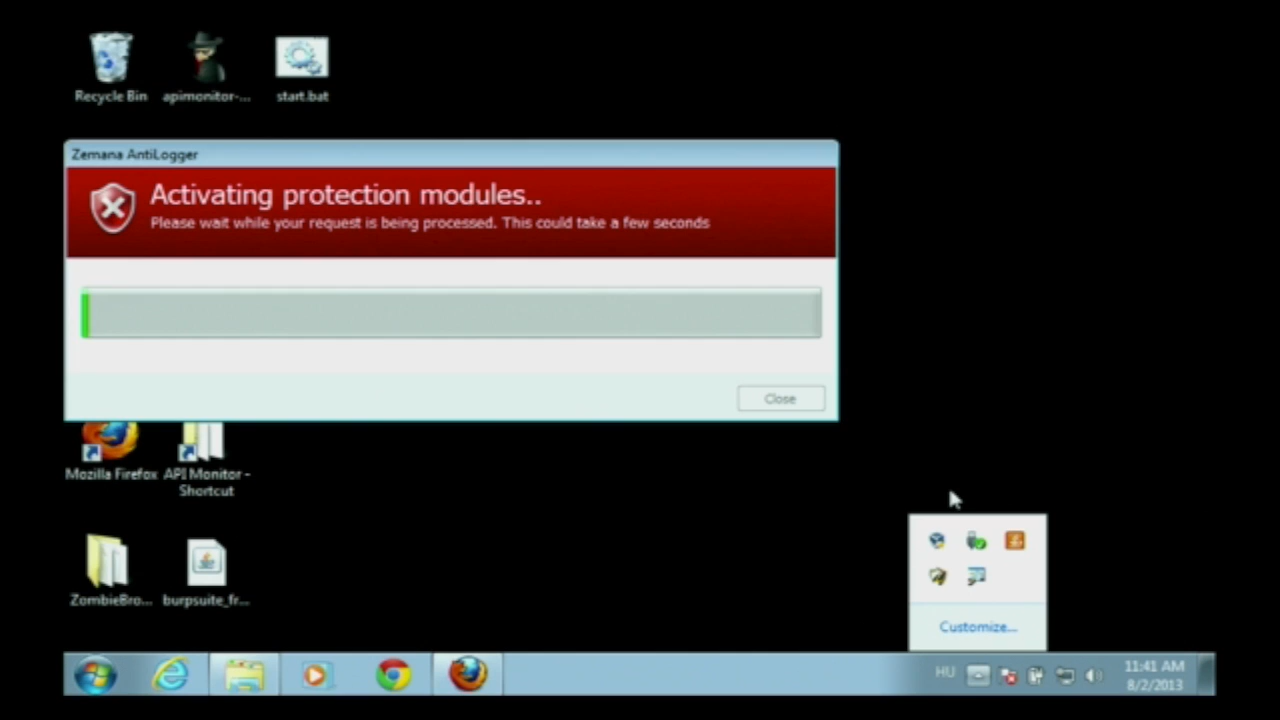 Recycle Bin
apimonitor-...
start.bat
Zemana AntiLogger
Activating protection modules..
Please wait while your request is being processed. This could take a few seconds
Close
Mozilla Firefox
API Monitor -
Shortcut
ZombieBro...
burpsuite_fr...
Customize...
HU
11:41 AM
8/2/2013